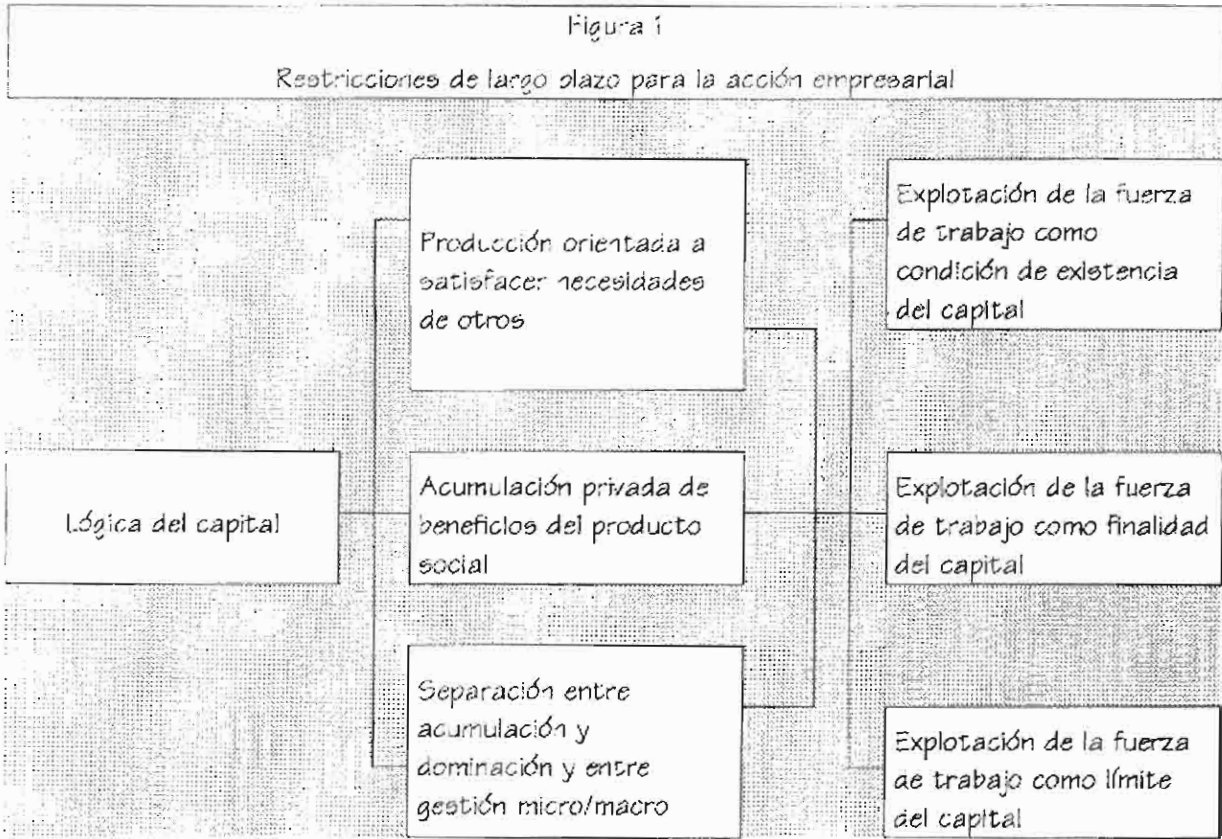 Figura 1
Restricciones de largo plazo para la acción empresarial
Producción orientada a
satisfacer necesidades
de otros
Explotación de la fuerza
de trabajo como
condición de existencia
del capital
Lógica del capital
Acumulación privada de
beneficios del producto
social
Explotación de la fuerza
de trabajo como finalidad
del capital
Separación entre
acumulación y
dominación y entre
gestión micro/macro
Explotación de la fuerza
de trabajo como límite
del capital